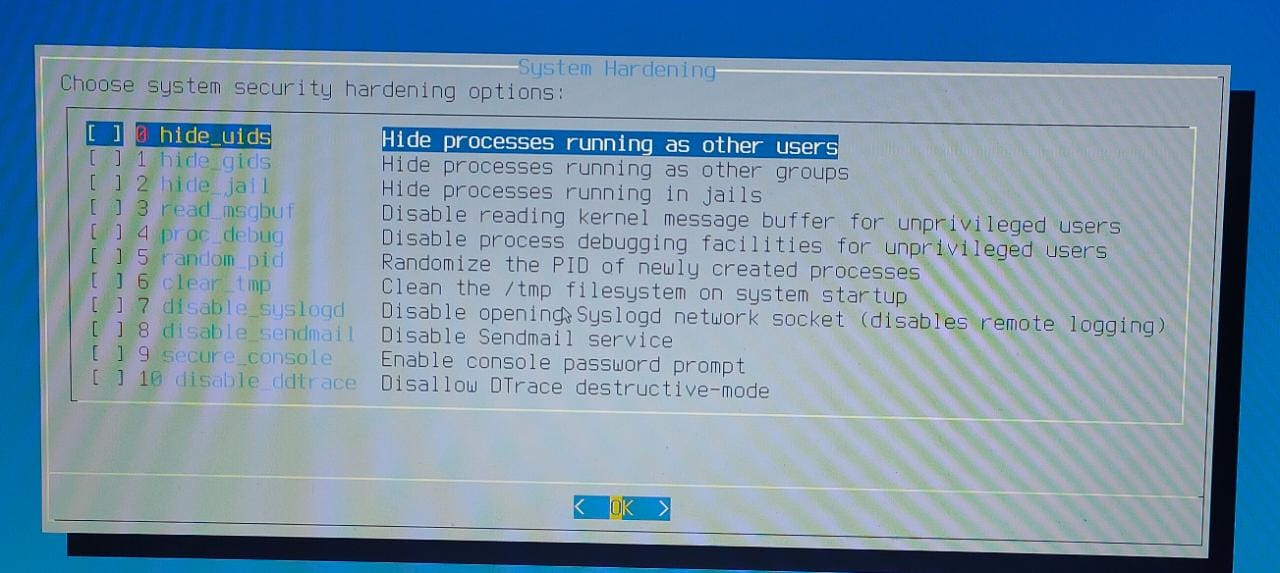 System Hardening
Choose system security hardening options:
[ ] 0 hide_uids Hide processes running as other users
[ ] 1 hide_gids Hide processes running as other groups
[ ] 2 hide_jail Hide processes running in jails
[ ] 3 read_msgbuf Disable reading kernel message buffer for unprivileged users
[ ] 4 proc_debug Disable process debugging facilities for unprivileged users
[ ] 5 random_pid Randomize the PID of newly created processes
[ ] 6 clear_tmp Clean the /tmp filesystem on system startup
[ ] 7 disable_syslogd Disable opening Syslogd network socket (disables remote logging)
[ ] 8 disable_sendmail Disable Sendmail service
[ ] 9 secure_console Enable console password prompt
[ ] 10 disable_ddtrace Disallow DTrace destructive-mode
< OK >